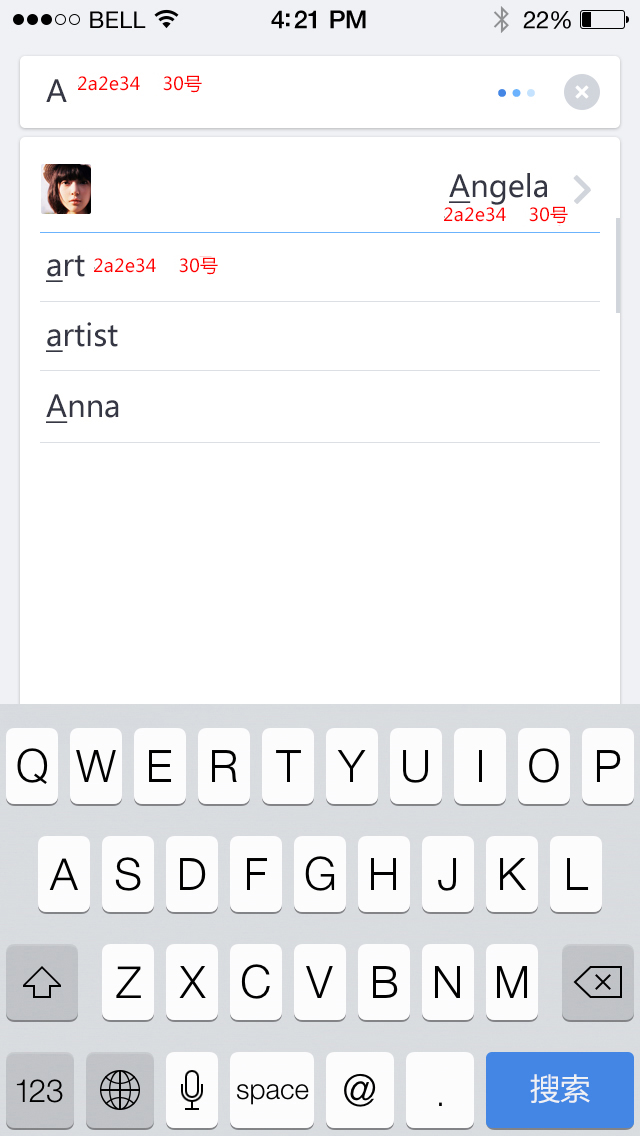 BELL 4:21 PM 22%
A 2a2e34 30号
Angela
2a2e34 30号
art 2a2e34 30号
artist
Anna
Q W E R T Y U I O P
A S D F G H J K L
Z X C V B N M
123 space @ . 搜索